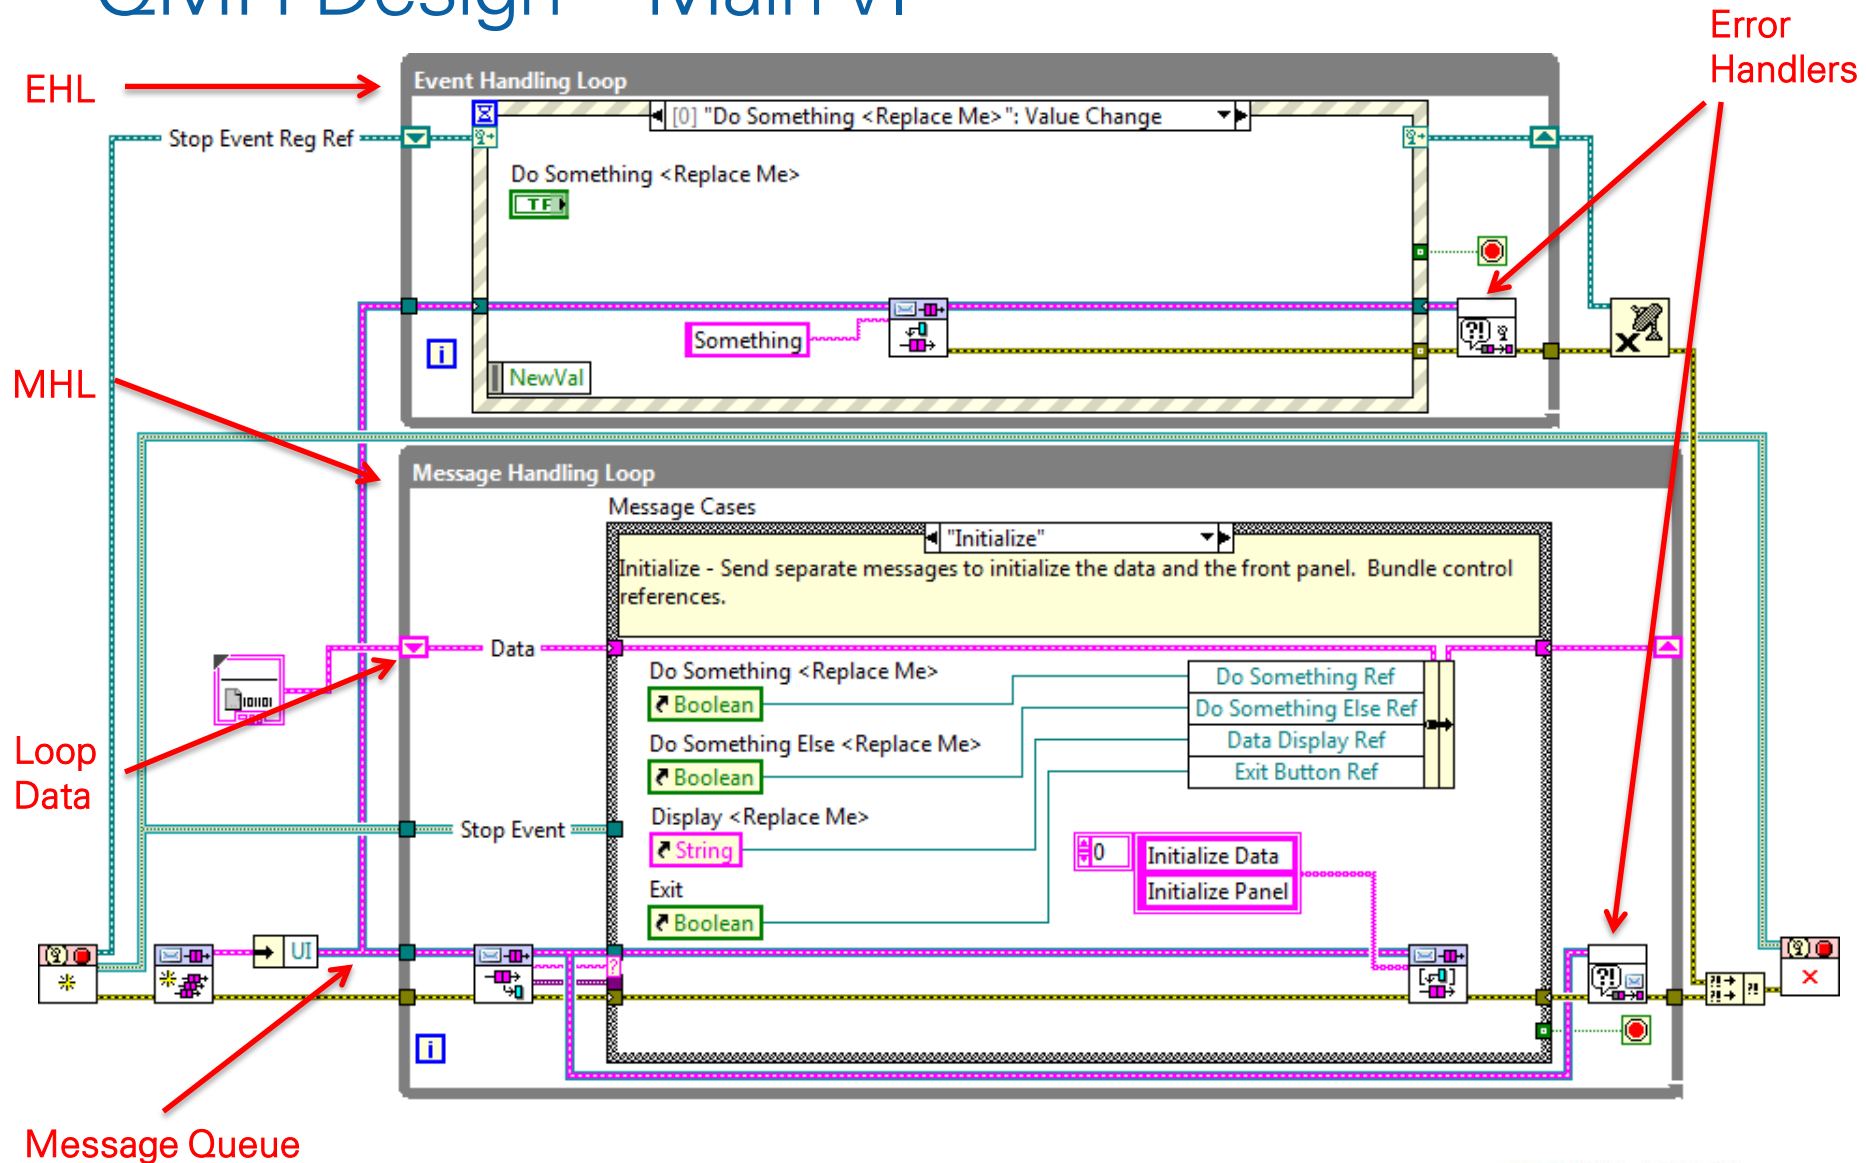 QMH Design – Main VI
Error
Handlers
EHL
Event Handling Loop
[0] "Do Something <Replace Me>": Value Change
Stop Event Reg Ref
Do Something <Replace Me>
TF
Something
i
NewVal
MHL
Message Handling Loop
Message Cases
"Initialize"
Initialize - Send separate messages to initialize the data and the front panel.  Bundle control
references.
Data
Do Something <Replace Me>
Boolean
Do Something Ref
Do Something Else Ref
Data Display Ref
Exit Button Ref
Do Something Else <Replace Me>
Boolean
Loop
Data
Display <Replace Me>
String
Stop Event
0
Initialize Data
Initialize Panel
Exit
Boolean
UI
i
Message Queue